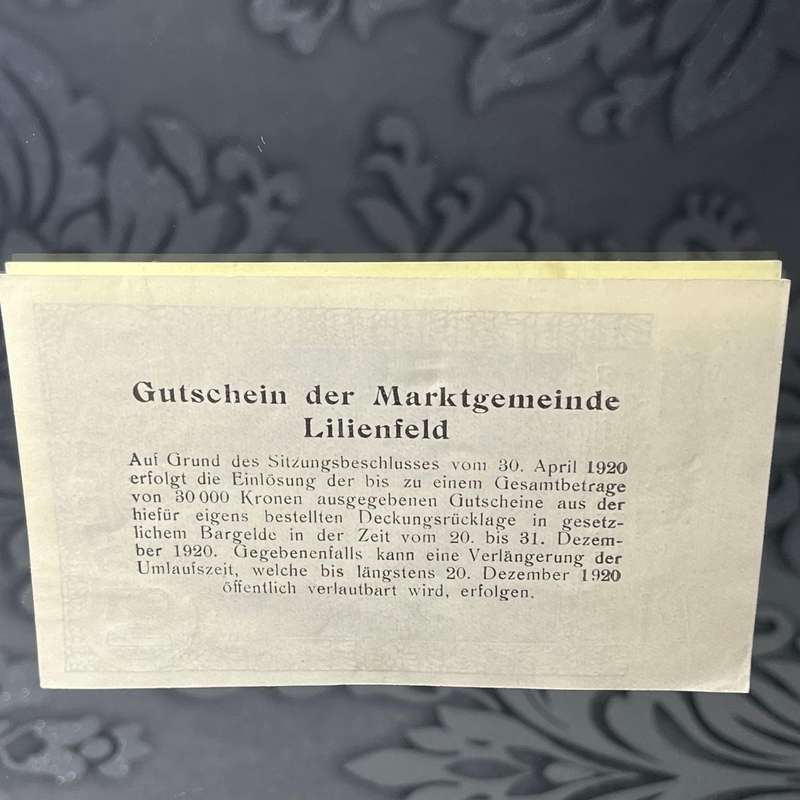 Gutschein der Marktgemeinde
Lilienfeld
Auf Grund des Sitzungsbeschlusses vom 30. April 1920
erfolgt die Einlösung der bis zu einem Gesamtbetrage
von 30 000 Kronen ausgegebenen Gutscheine aus der
hiefür eigens bestellten Deckungsrücklage in gesetz-
lichem Bargelde in der Zeit vom 20. bis 31. Dezem-
ber 1920. Gegebenenfalls kann eine Verlängerung der
Umlaufszeit, welche bis längstens 20. Dezember 1920
öffentlich verlautbart wird, erfolgen.